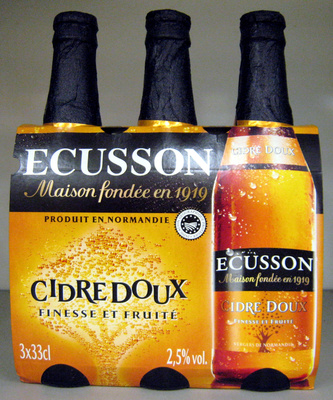 ECUSSON
Maison fondée en 1919
PRODUIT EN NORMANDIE
CIDRE DOUX
FINESSE ET FRUITÉ
3x33cl
2,5% vol.
CIDRE DOUX
ECUSSON
Maison fondée en 1919
CIDRE DOUX
FINESSE ET FRUITÉ